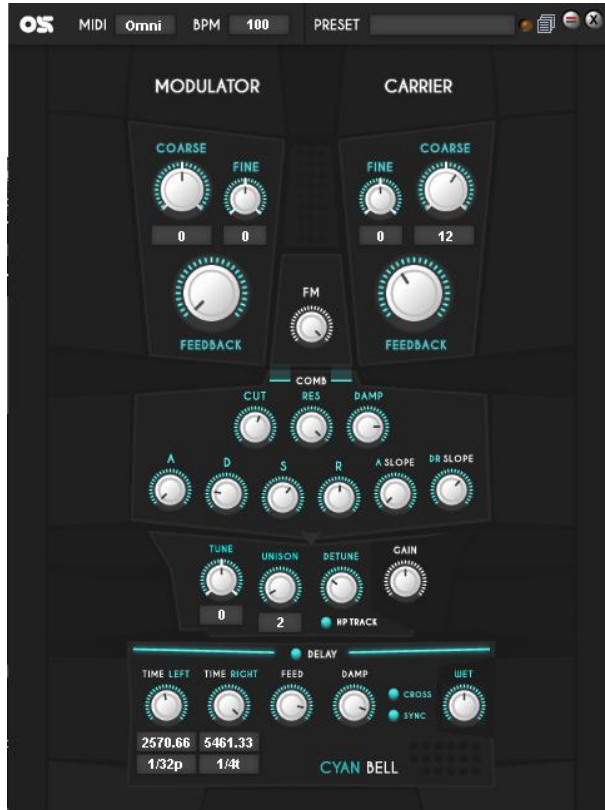 OS MIDI Omni BPM 100 PRESET
MODULATOR CARRIER
COARSE FINE FINE COARSE
0 0 0 12
FM
FEEDBACK FEEDBACK
COMB
CUT RES DAMP
A D S R A SLOPE DR SLOPE
TUNE UNISON DETUNE GAIN
0 2 HP TRACK
DELAY
TIME LEFT TIME RIGHT FEED DAMP CROSS SYNC WET
2570.66 5461.33
1/32p 1/4t
CYAN BELL